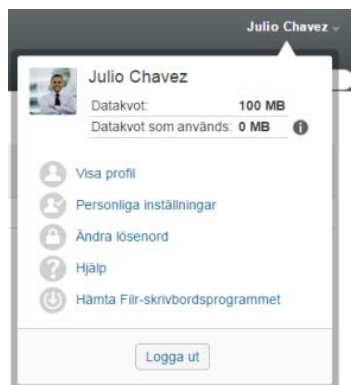 Julio Chavez
Julio Chavez
Datakvot: 100 MB
Datakvot som används: 0 MB
Visa profil
Personliga inställningar
Ändra lösenord
Hjälp
Hämta Filr-skrivbordsprogrammet
Logga ut